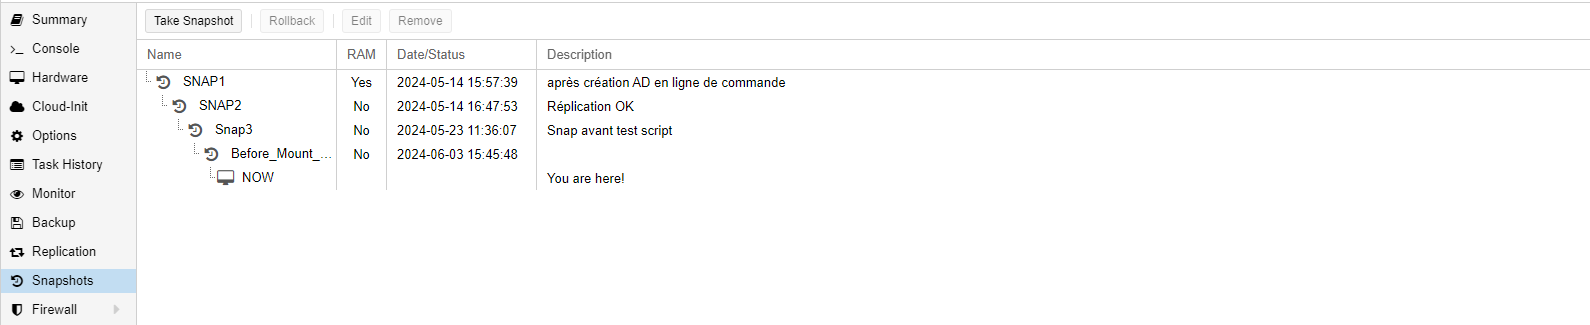 Summary
Console
Hardware
Cloud-Init
Options
Task History
Monitor
Backup
Replication
Snapshots
Firewall
Take Snapshot Rollback Edit Remove
Name RAM Date/Status Description
SNAP1 Yes 2024-05-14 15:57:39 après création AD en ligne de commande
SNAP2 No 2024-05-14 16:47:53 Réplication OK
Snap3 No 2024-05-23 11:36:07 Snap avant test script
Before_Mount_... No 2024-06-03 15:45:48
NOW You are here!